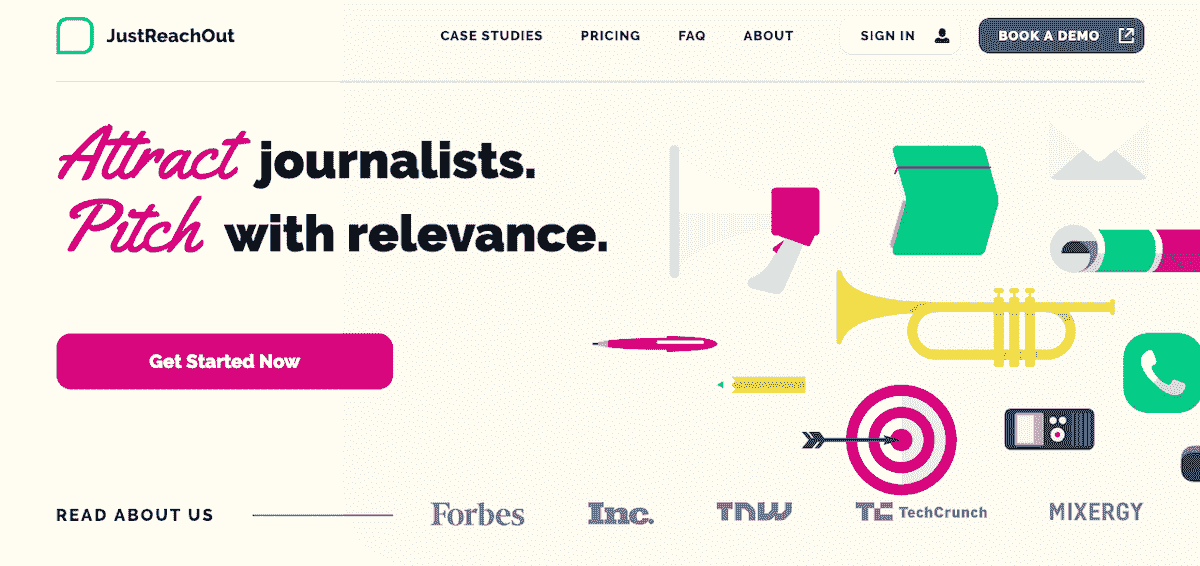 JustReachOut
CASE STUDIES PRICING FAQ ABOUT SIGN IN BOOK A DEMO
Attract journalists.
Pitch with relevance.
Get Started Now
READ ABOUT US Forbes Inc. TNW TC TechCrunch MIXERGY